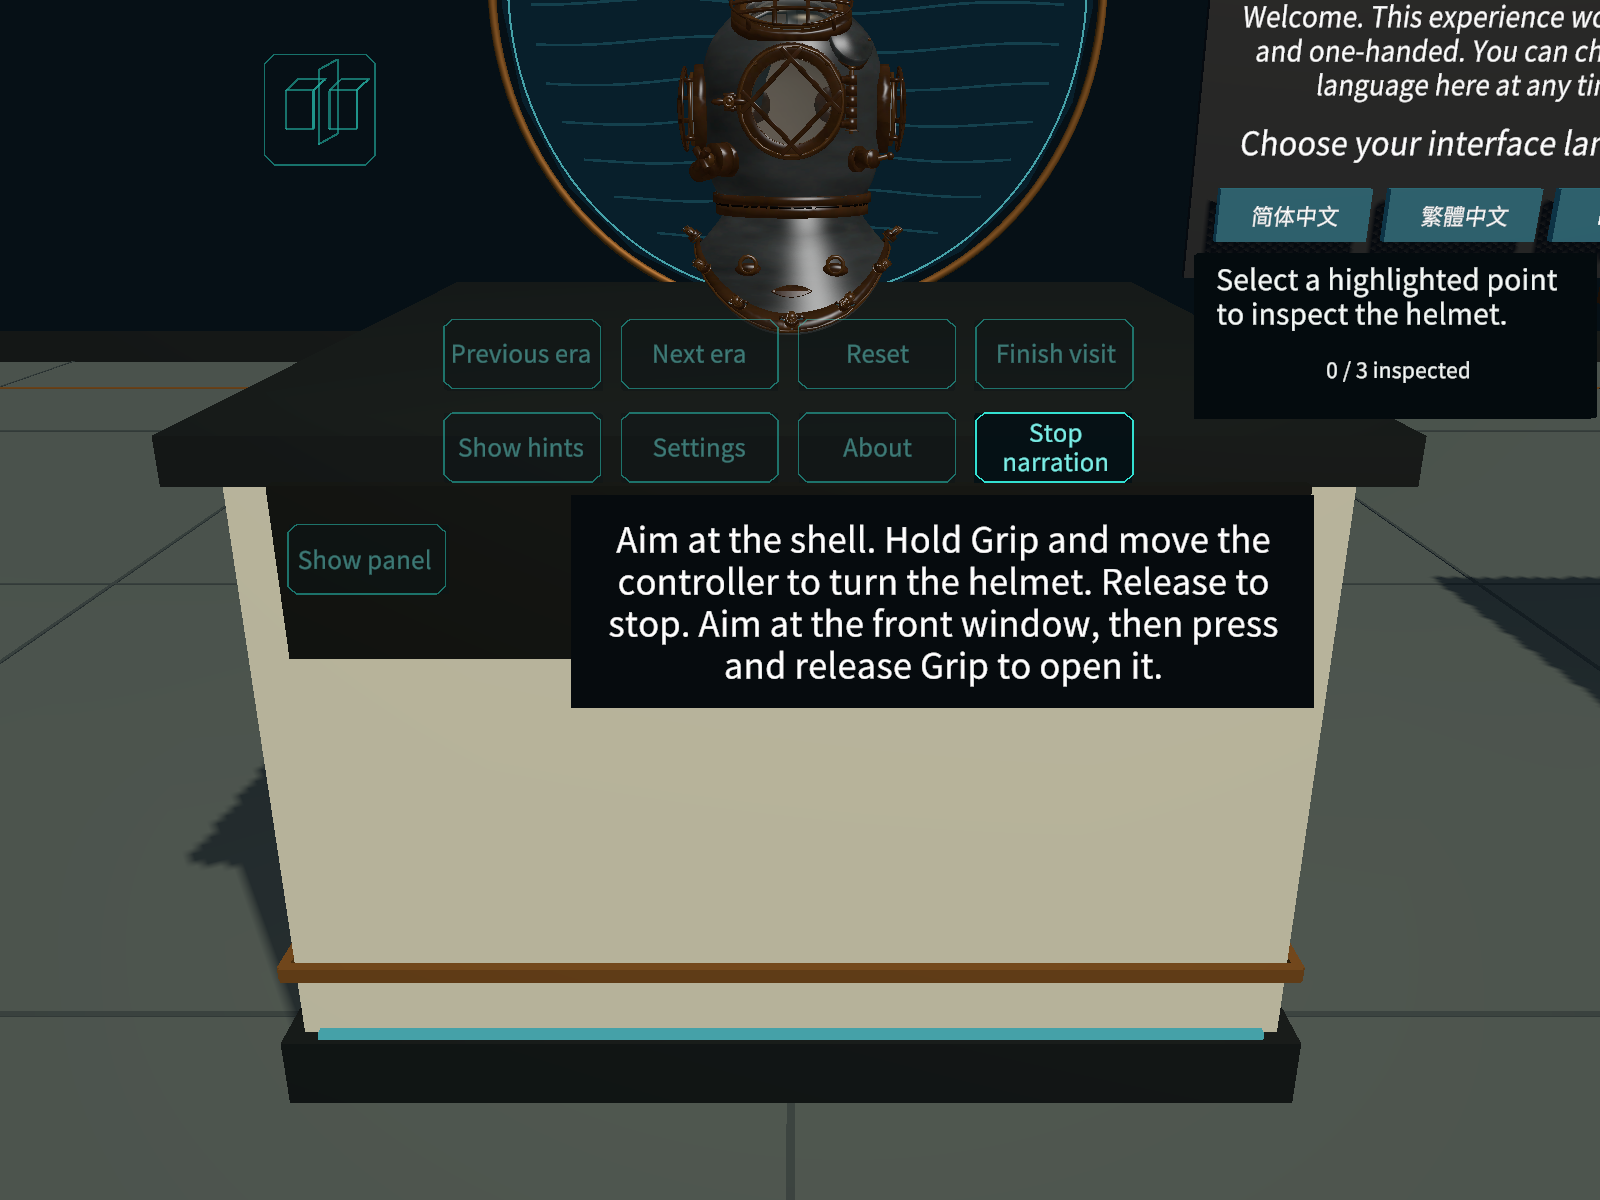 Welcome. This experience
and one-handed. You can
language here at any
Choose your interface
简体中文
繁體中文
Select a highlighted point
to inspect the helmet.
0 / 3 inspected
Previous era
Next era
Reset
Finish visit
Show hints
Settings
About
Stop
narration
Show panel
Aim at the shell. Hold Grip and move the
controller to turn the helmet. Release to
stop. Aim at the front window, then press
and release Grip to open it.